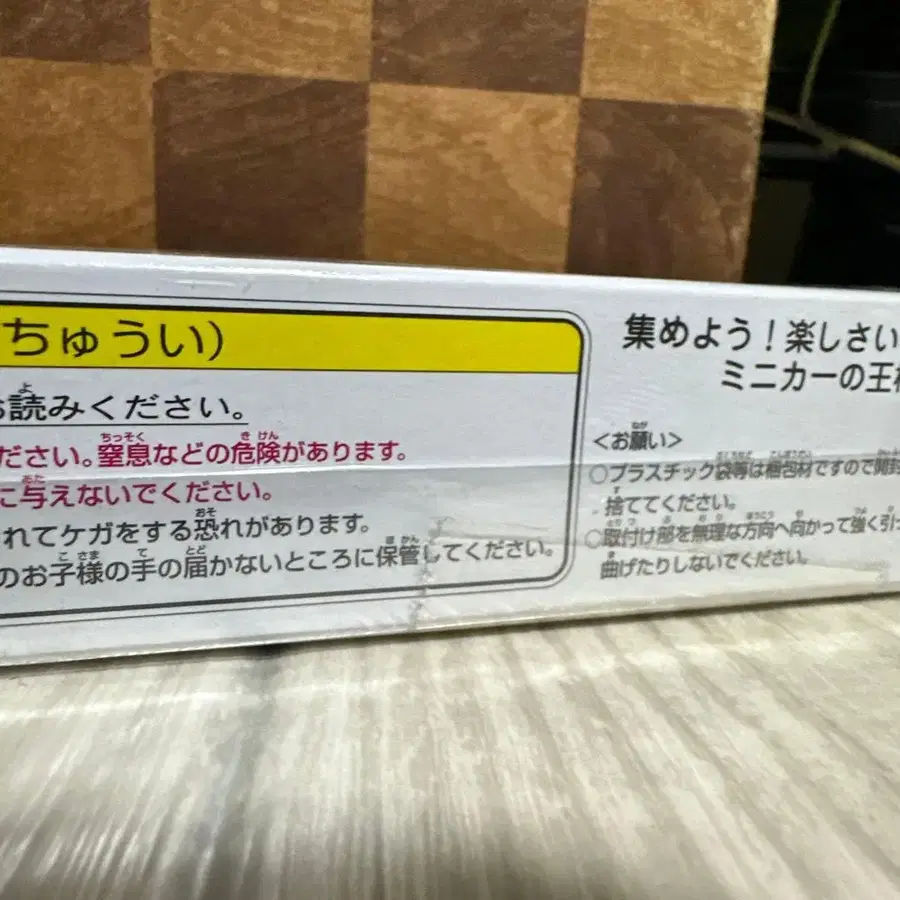 ちゅうい）
お読みください。
ださい。窒息などの危険があります。
に与えないでください。
れてケガをする恐れがあります。
のお子様の手の届かないところに保管してください。
集めよう！楽しさい
ミニカーの王様
＜お願い＞
○プラスチック袋等は梱包材ですので開封
捨ててください。
○取付け部を無理な方向へ向かって強く引っ
曲げたりしないでください。